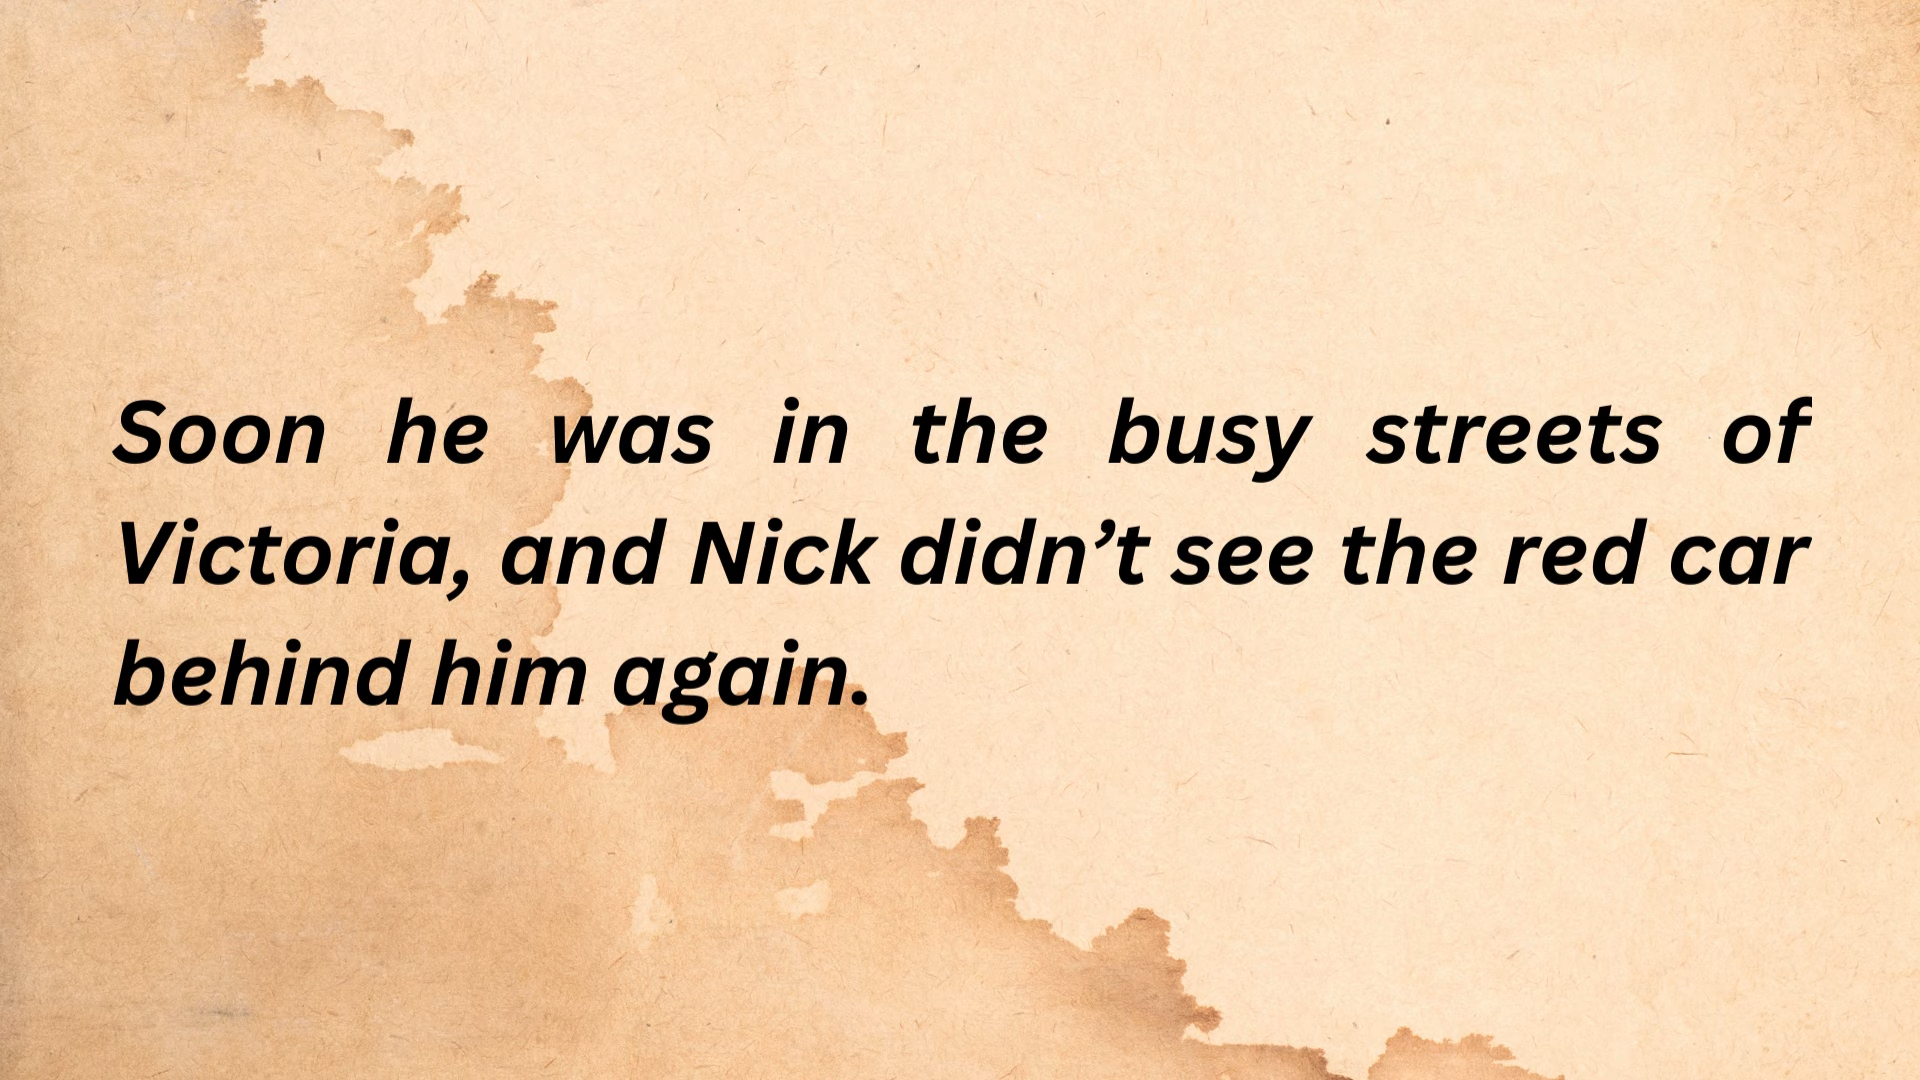 Soon he was in the busy streets of
Victoria, and Nick didn’t see the red car
behind him again.